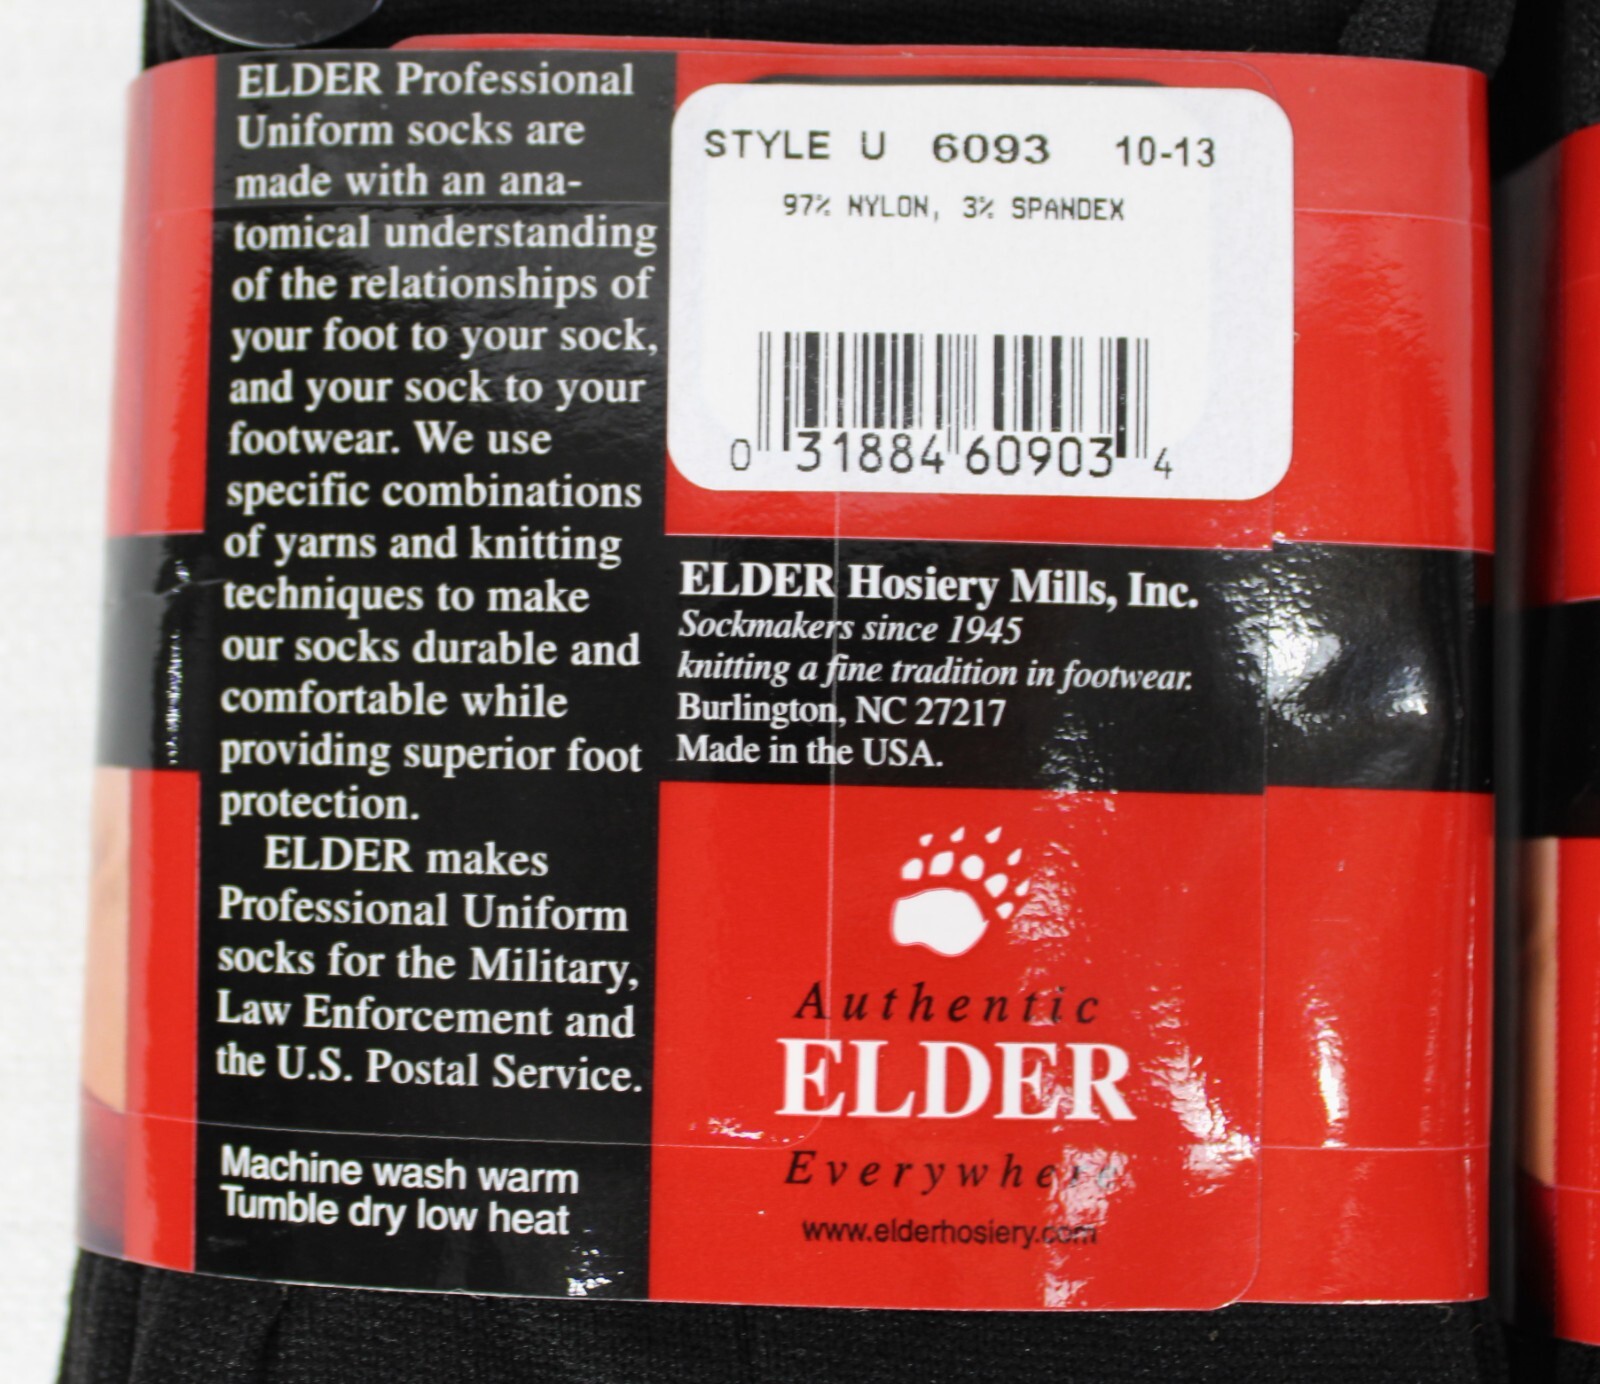 ELDER Professional
Uniform socks are
made with an ana-
tomical understanding
of the relationships of
your foot to your sock,
and your sock to your
footwear. We use
specific combinations
of yarns and knitting
techniques to make
our socks durable and
comfortable while
providing superior foot
protection.
ELDER makes
Professional Uniform
socks for the Military,
Law Enforcement and
the U.S. Postal Service.
Machine wash warm
Tumble dry low heat
STYLE U 6093 10-13
97% NYLON, 3% SPANDEX
0 31884 60903 4
ELDER Hosiery Mills, Inc.
Sockmakers since 1945
knitting a fine tradition in footwear.
Burlington, NC 27217
Made in the USA.
Authentic
ELDER
Everywhere
www.elderhosiery.com